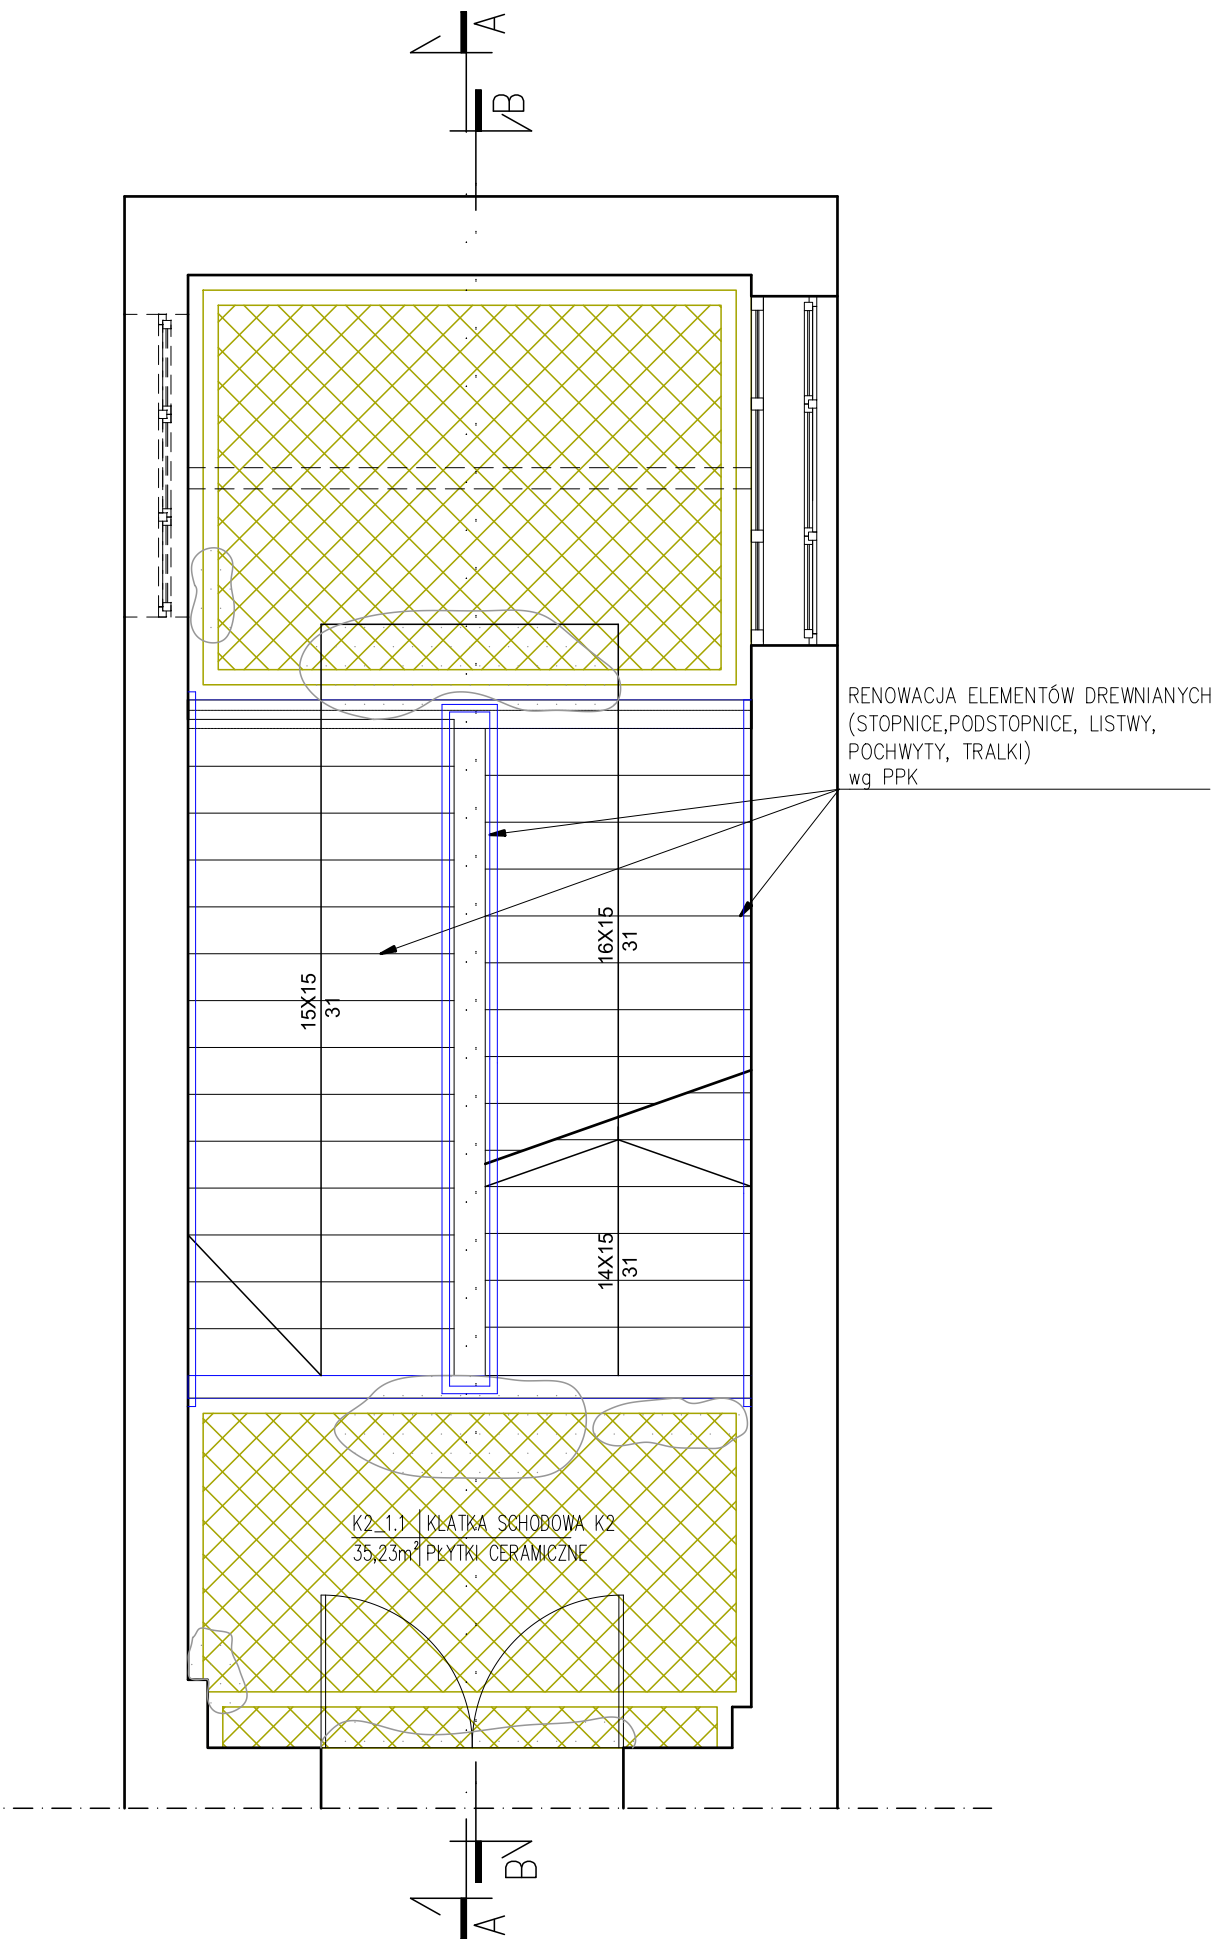 A
B
RENOWACJA ELEMENTÓW DREWNIANYCH
(STOPNICE,PODSTOPNICE, LISTWY,
POCHWYTY, TRALKI)
wg PPK
16X15
31
15X15
31
14X15
31
K2_1.1 KLATKA SCHODOWA K2
35,23m² PŁYTKI CERAMICZNE
B
A